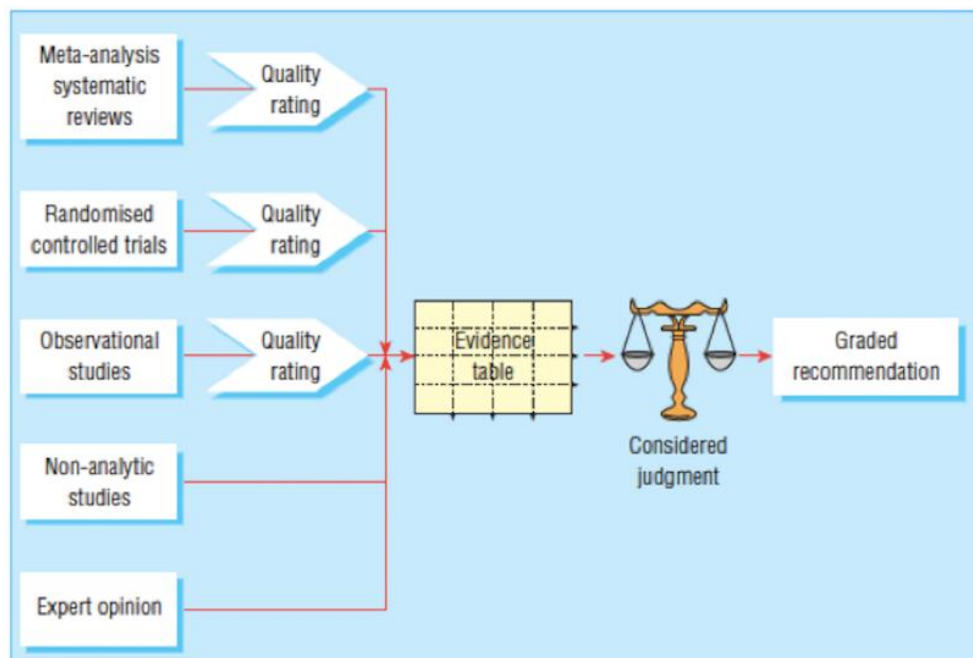 Meta-analysis
systematic
reviews
Quality
rating
Randomised
controlled trials
Quality
rating
Observational
studies
Quality
rating
Non-analytic
studies
Expert opinion
Evidence
table
Considered
judgment
Graded
recommendation